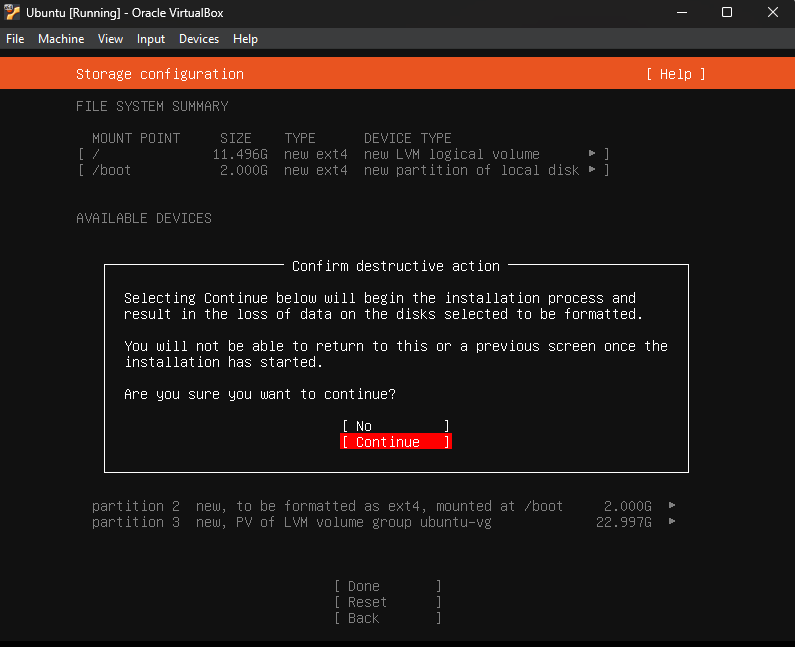 Ubuntu [Running] - Oracle VirtualBox
File Machine View Input Devices Help
Storage configuration [ Help ]
FILE SYSTEM SUMMARY
MOUNT POINT SIZE TYPE DEVICE TYPE
[ / 11.496G new ext4 new LVM logical volume ▸ ]
[ /boot 2.000G new ext4 new partition of local disk ▸ ]
AVAILABLE DEVICES
Confirm destructive action
Selecting Continue below will begin the installation process and
result in the loss of data on the disks selected to be formatted.
You will not be able to return to this or a previous screen once the
installation has started.
Are you sure you want to continue?
[ No ]
[ Continue ]
partition 2 new, to be formatted as ext4, mounted at /boot 2.000G ▸
partition 3 new, PV of LVM volume group ubuntu-vg 22.997G ▸
[ Done ]
[ Reset ]
[ Back ]